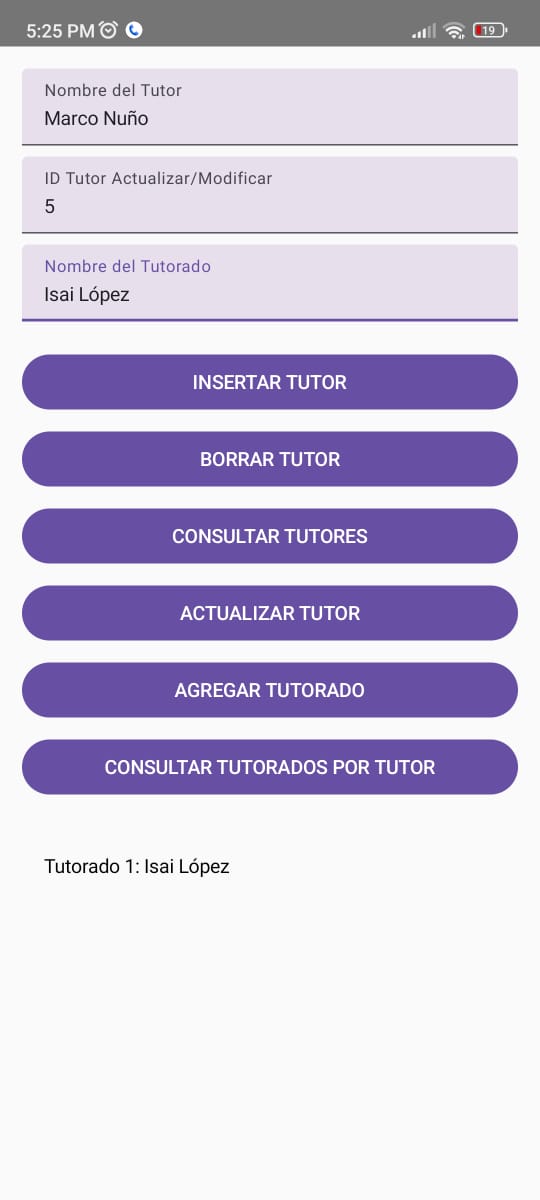 5:25 PM
19
Nombre del Tutor
Marco Nuño
ID Tutor Actualizar/Modificar
5
Nombre del Tutorado
Isai López
INSERTAR TUTOR
BORRAR TUTOR
CONSULTAR TUTORES
ACTUALIZAR TUTOR
AGREGAR TUTORADO
CONSULTAR TUTORADOS POR TUTOR
Tutorado 1: Isai López